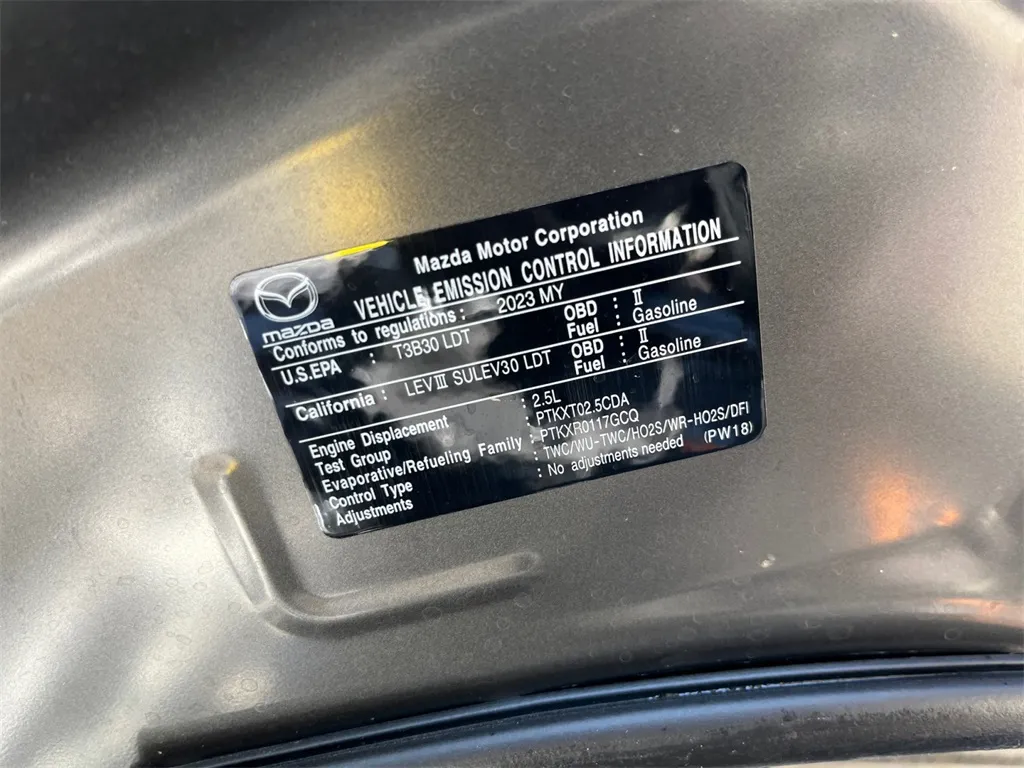 Mazda Motor Corporation
VEHICLE EMISSION CONTROL INFORMATION
mazda
Conforms to regulations : 2023 MY
U.S.EPA : T3B30 LDT OBD : II
Fuel : Gasoline
California : LEVIII SULEV30 LDT OBD : II
Fuel : Gasoline
Engine Displacement : 2.5L
Test Group : PTKXT02.5CDA
Evaporative/Refueling Family : PTKXR0117GCQ
Control Type : TWC/WU-TWC/HO2S/WR-HO2S/DFI
Adjustments : No adjustments needed (PW18)